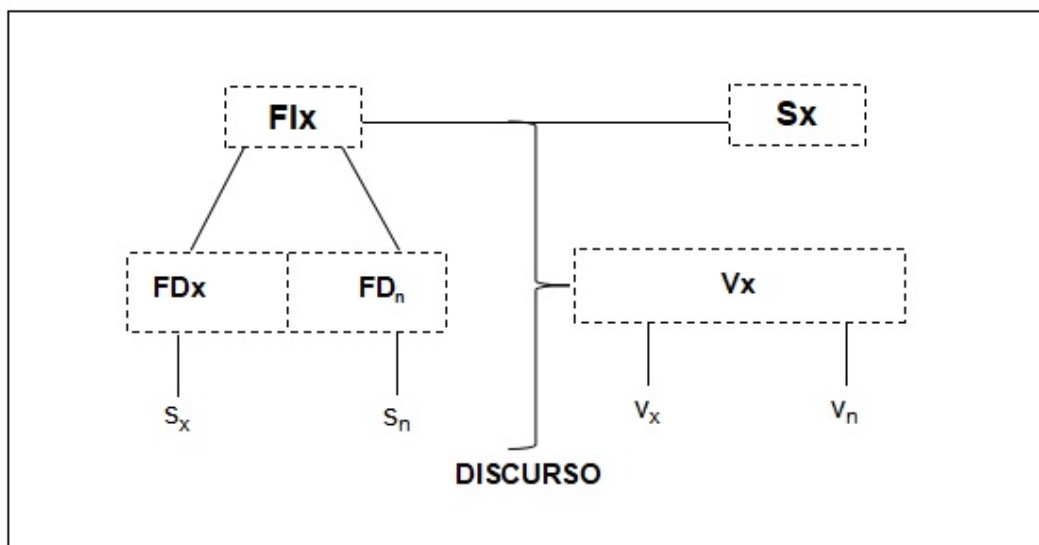 FIx Sx
FDx FDₙ Vx
Sₓ Sₙ Vₓ Vₙ
DISCURSO